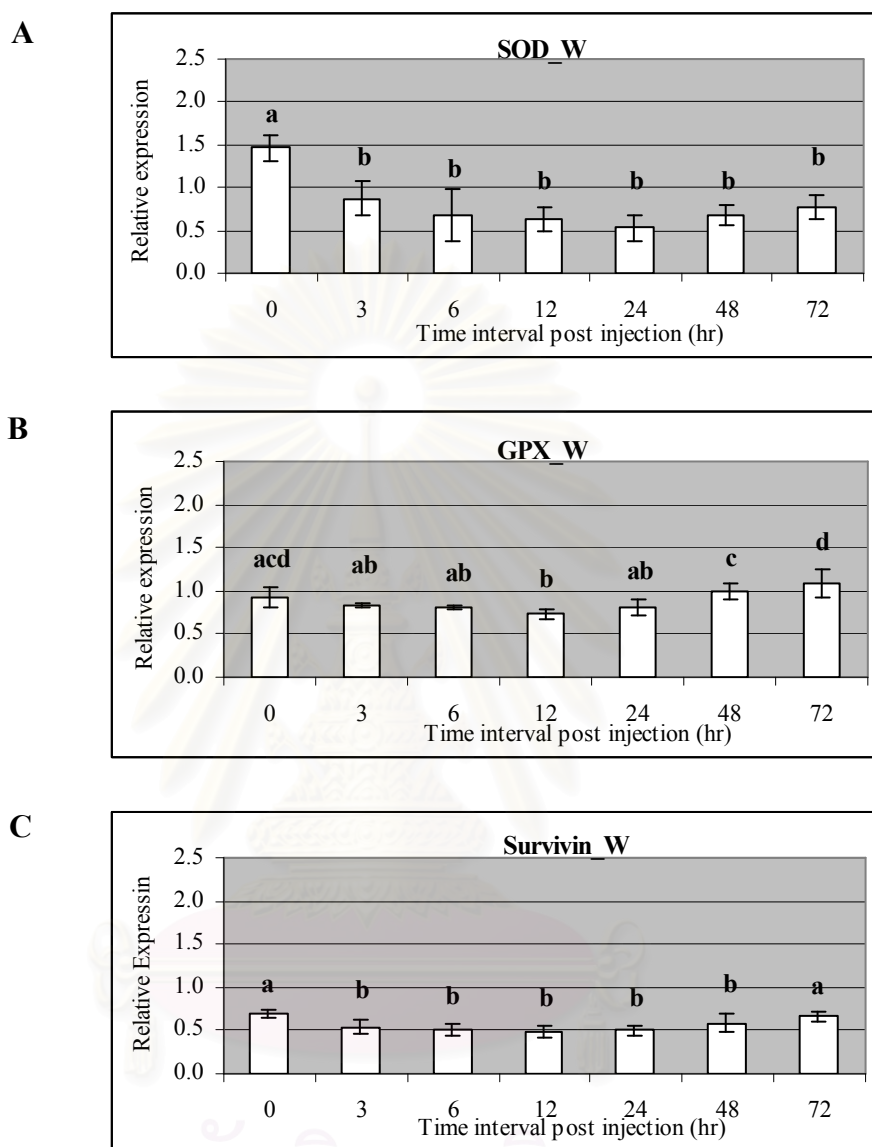 A
SOD_W
Relative expression
2.5
2.0
1.5
1.0
0.5
0.0
a
b
b
b
b
b
b
0 3 6 12 24 48 72
Time interval post injection (hr)
B
GPX_W
Relative expression
2.5
2.0
1.5
1.0
0.5
0.0
acd
ab
ab
b
ab
c
d
0 3 6 12 24 48 72
Time interval post injection (hr)
C
Survivin_W
Relative Expressin
2.5
2.0
1.5
1.0
0.5
0.0
a
b
b
b
b
b
a
0 3 6 12 24 48 72
Time interval post injection (hr)